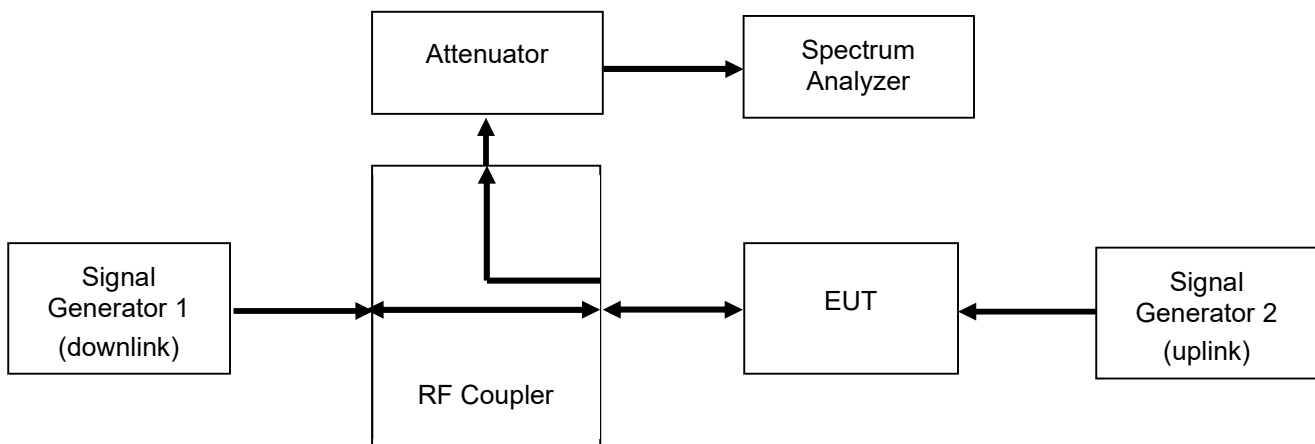 Attenuator
Spectrum
Analyzer
Signal
Generator 1
(downlink)
EUT
Signal
Generator 2
(uplink)
RF Coupler